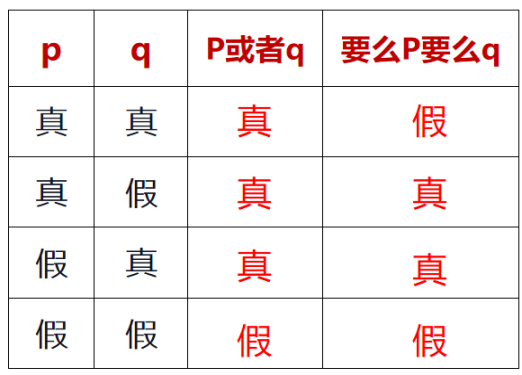 p q P或者q 要么P要么q
真 真 真 假
真 假 真 真
假 真 真 真
假 假 假 假